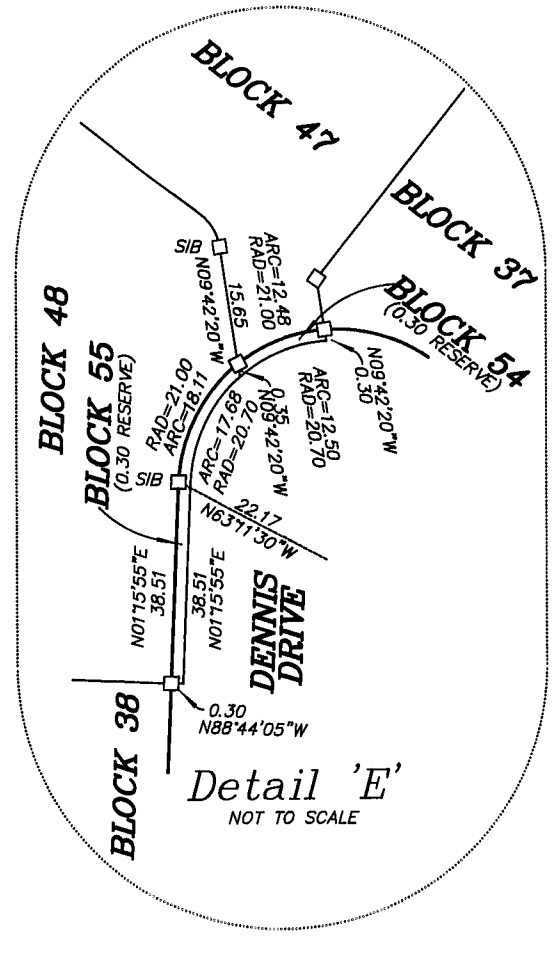 BLOCK 47
BLOCK 37
BLOCK 54
(0.30 RESERVE)
SIB
N09°42'20"W
15.65
ARC=12.48
RAD=21.00
N09°42'20"W
0.30
ARC=12.50
RAD=20.70
0.35
N09°42'20"W
BLOCK 48
BLOCK 55
(0.30 RESERVE)
RAD=21.00
ARC=18.11
ARC=17.68
RAD=20.70
SIB
22.17
N63°11'30"W
N01°15'55"E
38.51
38.51
N01°15'55"E
DENNIS
DRIVE
0.30
N88°44'05"W
BLOCK 38
Detail 'E'
NOT TO SCALE